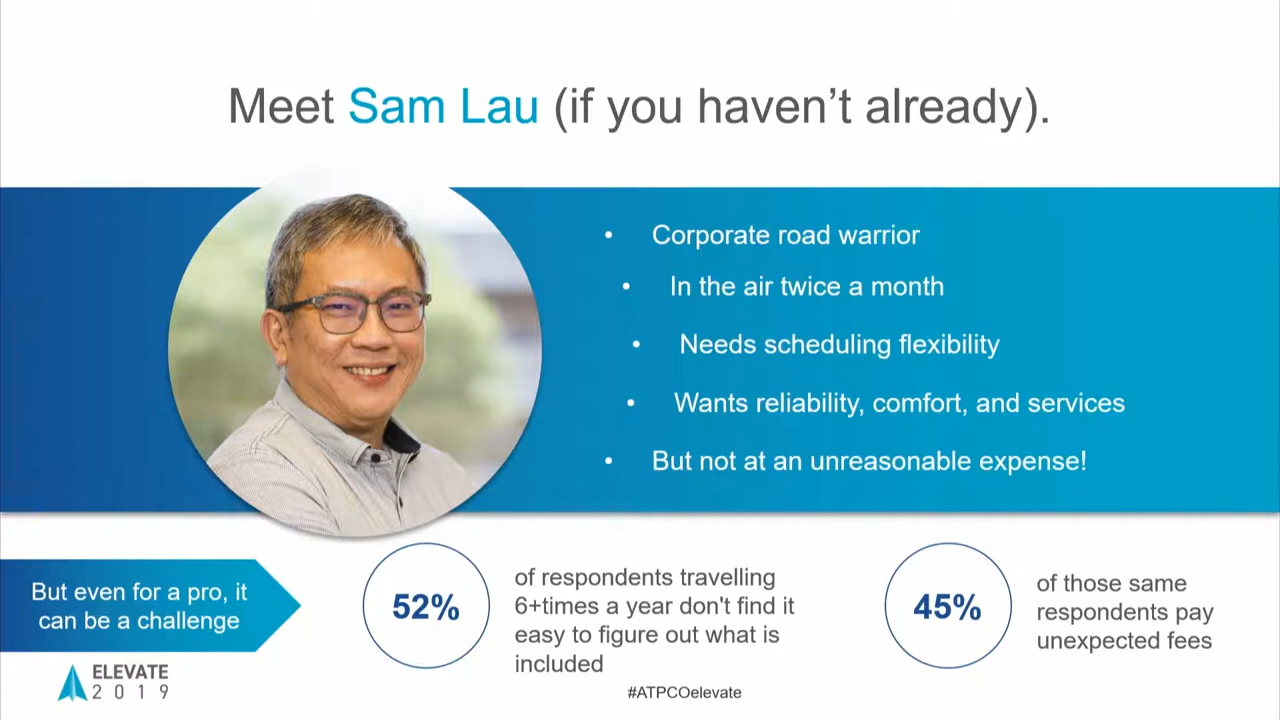 Meet Sam Lau (if you haven’t already).
• Corporate road warrior
• In the air twice a month
• Needs scheduling flexibility
• Wants reliability, comfort, and services
• But not at an unreasonable expense!
But even for a pro, it
can be a challenge
52%
of respondents travelling
6+times a year don't find it
easy to figure out what is
included
45%
of those same
respondents pay
unexpected fees
ELEVATE
2019
#ATPCOelevate